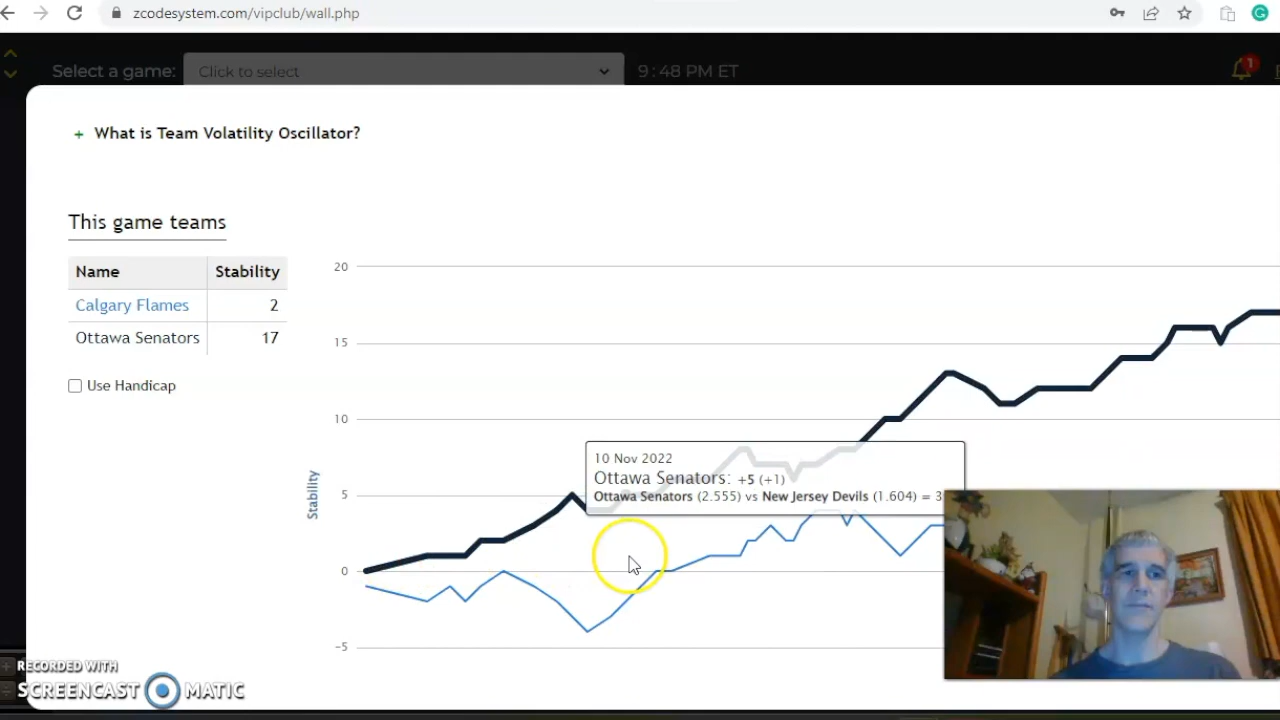 zcodesystem.com/vipclub/wall.php
Select a game: Click to select 9:48 PM ET
1
+ What is Team Volatility Oscillator?
This game teams
Name Stability
Calgary Flames 2
Ottawa Senators 17
Use Handicap
Stability
20
15
10
5
0
-5
10 Nov 2022
Ottawa Senators: +5 (+1)
Ottawa Senators (2.555) vs New Jersey Devils (1.604) = 3
RECORDED WITH
SCREENCAST MATIC